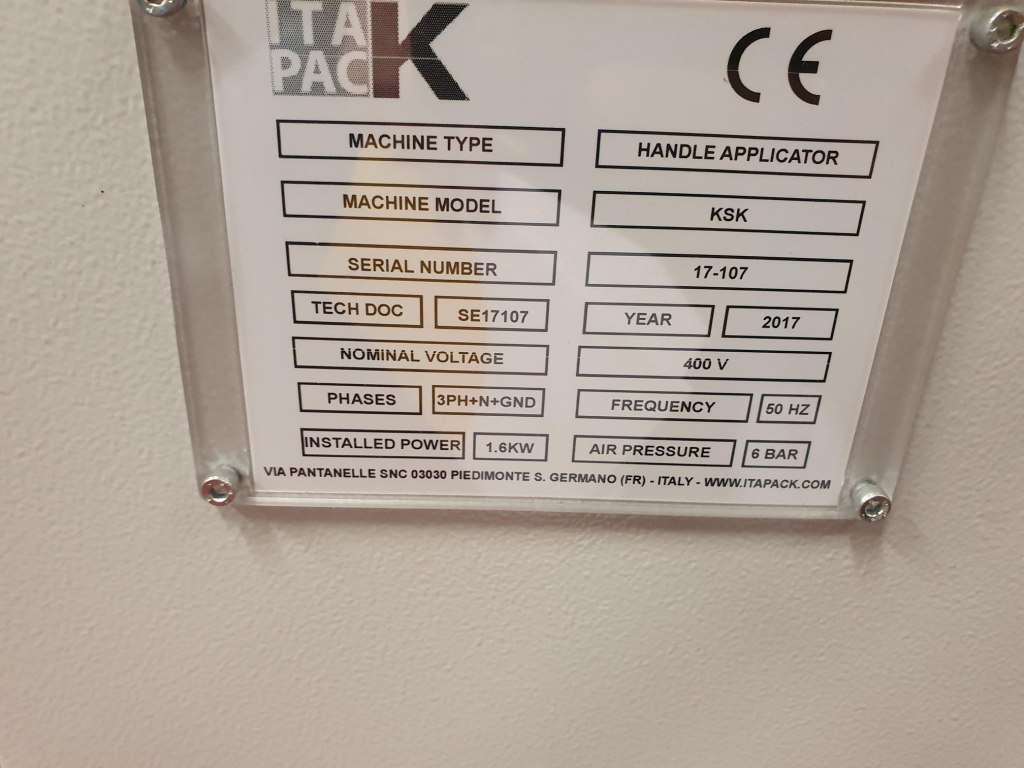 ITA
PACK
CE
MACHINE TYPE HANDLE APPLICATOR
MACHINE MODEL KSK
SERIAL NUMBER 17-107
TECH DOC SE17107 YEAR 2017
NOMINAL VOLTAGE 400 V
PHASES 3PH+N+GND FREQUENCY 50 HZ
INSTALLED POWER 1.6KW AIR PRESSURE 6 BAR
VIA PANTANELLE SNC 03030 PIEDIMONTE S. GERMANO (FR) - ITALY - WWW.ITAPACK.COM